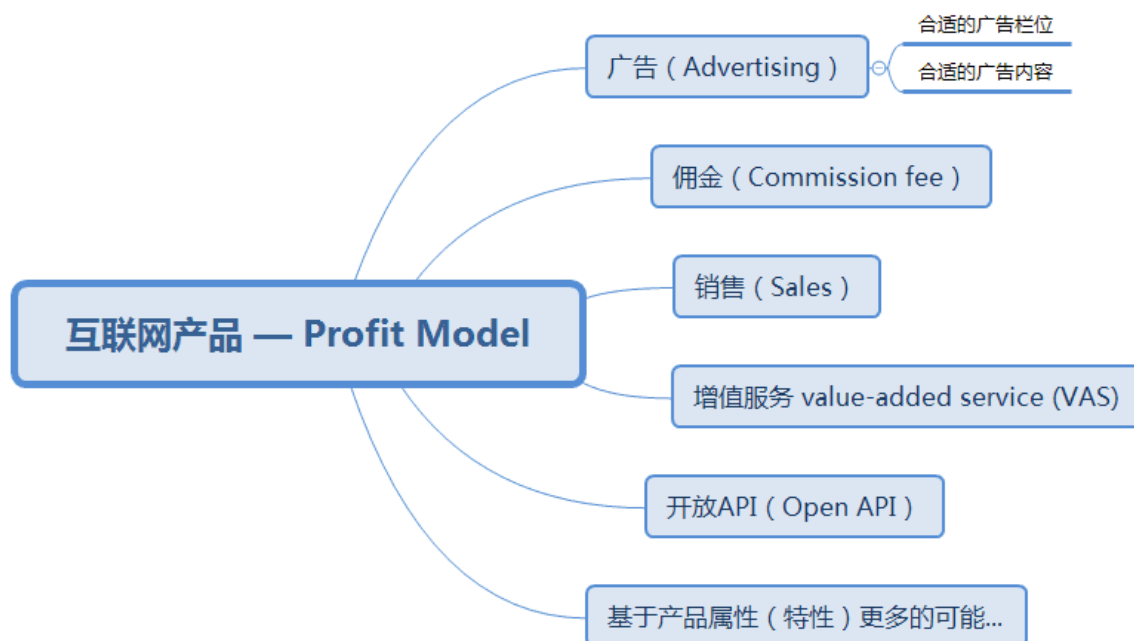 合适的广告栏位
广告（Advertising）
合适的广告内容
佣金（Commission fee）
销售（Sales）
互联网产品 — Profit Model
增值服务 value-added service (VAS)
开放API（Open API）
基于产品属性（特性）更多的可能...